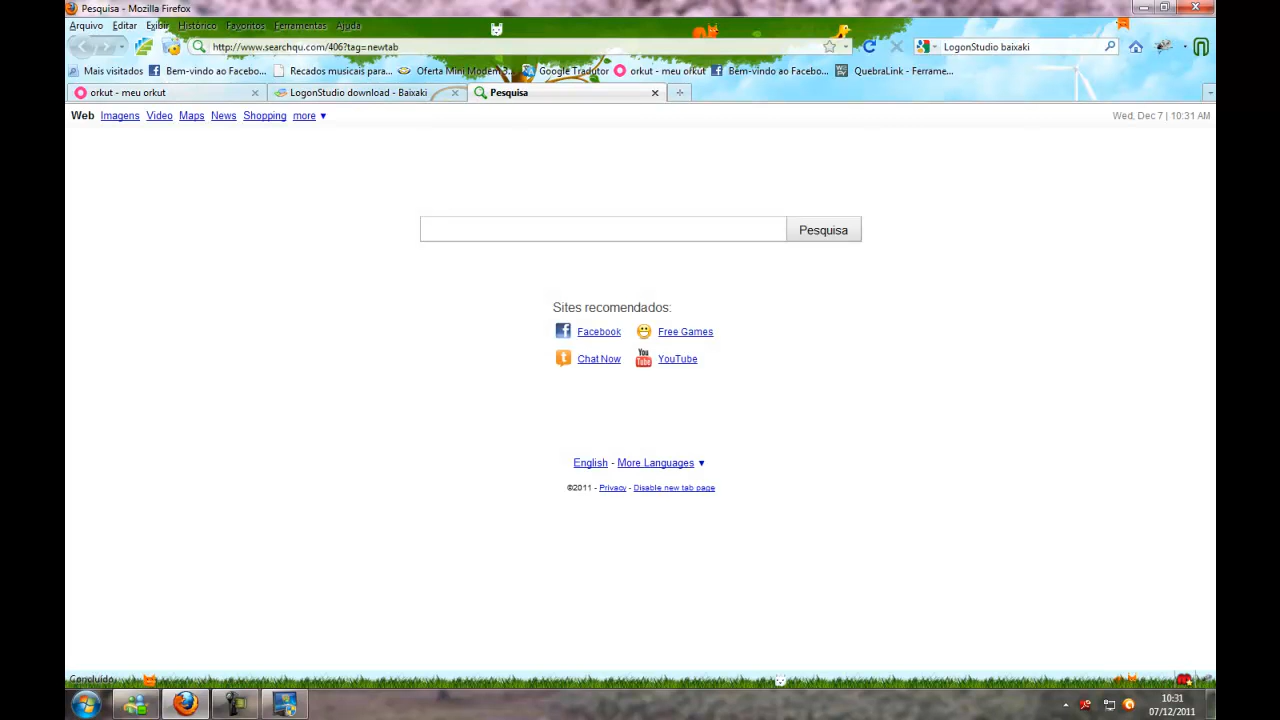 Pesquisa - Mozilla Firefox
Arquivo Editar Exibir Histórico Favoritos Ferramentas Ajuda
http://www.searchqu.com/406?tag=newtab
LogonStudio baixaki
Mais visitados Bem-vindo ao Facebo... Recados musicais para... Oferta Mini Modem 3... Google Tradutor orkut - meu orkut Bem-vindo ao Facebo... QuebraLink - Ferrame...
orkut - meu orkut LogonStudio download - Baixaki Pesquisa
Web Imagens Video Maps News Shopping more ▼ Wed, Dec 7 | 10:31 AM
Pesquisa
Sites recomendados:
Facebook Free Games
Chat Now YouTube
English - More Languages ▼
©2011 - Privacy - Disable new tab page
Concluído
10:31
07/12/2011